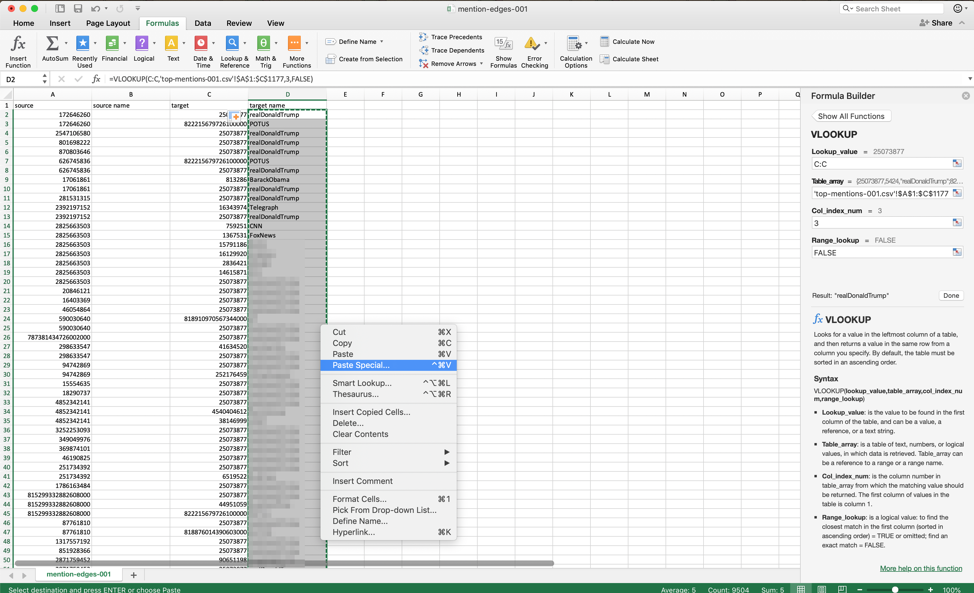 mention-edges-001
Search Sheet
Home Insert Page Layout Formulas Data Review View
Share
Insert Function
AutoSum
Recently Used
Financial
Logical
Text
Date & Time
Lookup & Reference
Math & Trig
More Functions
Define Name
Create from Selection
Trace Precedents
Trace Dependents
Remove Arrows
Show Formulas
Error Checking
Calculation Options
Calculate Now
Calculate Sheet
D2 fx =VLOOKUP(C:C,'top-mentions-001.csv'!$A$1:$C$1177,3,FALSE)
A B C D E F G H I J K L M N O P Q
1 source source name target target name
2 172646260 realDonaldTrump
3 172646260 822215679726100000 POTUS
4 2547106580 25073877 realDonaldTrump
5 801698222 25073877 realDonaldTrump
6 870803646 25073877 realDonaldTrump
7 626745836 822215679726100000 POTUS
8 626745836 25073877 realDonaldTrump
9 17061861 813286 BarackObama
10 17061861 25073877 realDonaldTrump
11 281531315 25073877 realDonaldTrump
12 2392197152 16343974 Telegraph
13 2392197152 25073877 realDonaldTrump
14 2825663503 759251 CNN
15 2825663503 1367531 FoxNews
16 2825663503 15791186
17 2825663503 16129920
18 2825663503 2836421
19 2825663503 14615871
20 2825663503 25073877
21 20846121 25073877
22 16403369 25073877
23 46054864 25073877
24 590030640 818910970567344000
25 590030640 25073877
26 787381434726002000 25073877
27 298633547 41634520
28 298633547 25073877
29 94742869 25073877
30 94742869 252176459
31 15554635 25073877
32 18290737 25073877
33 4852342141 25073877
34 4852342141 4540404612
35 4852342141 38146999
36 3252253093 25073877
37 349049976 25073877
38 369874101 25073877
39 46190825 25073877
40 251734392 25073877
41 251734392 6519522
42 1786163484 25073877
43 815299332882608000 25073877
44 815299332882608000 44951059
45 815299332882608000 822215679726100000
46 87761810 25073877
47 87761810 818876014390603000
48 1317557192 25073877
49 851928366 25073877
50 2871759452 90651198
Cut ⌘X
Copy ⌘C
Paste ⌘V
Paste Special... ^⌘V
Smart Lookup... ^⌥⌘L
Thesaurus... ^⌥⌘R
Insert Copied Cells...
Delete...
Clear Contents
Filter
Sort
Insert Comment
Format Cells... ⌘1
Pick From Drop-down List...
Define Name...
Hyperlink... ⌘K
Formula Builder
Show All Functions
VLOOKUP
Lookup_value = 25073877
C:C
Table_array = {25073877,5424,"realDonaldTrump";82...
'top-mentions-001.csv'!$A$1:$C$1177
Col_index_num = 3
3
Range_lookup = FALSE
FALSE
Result: "realDonaldTrump"
Done
fx VLOOKUP
Looks for a value in the leftmost column of a table,
and then returns a value in the same row from a
column you specify. By default, the table must be
sorted in an ascending order.
Syntax
VLOOKUP(lookup_value,table_array,col_index_nu
m,range_lookup)
• Lookup_value: is the value to be found in the first
column of the table, and can be a value, a
reference, or a text string.
• Table_array: is a table of text, numbers, or logical
values, in which data is retrieved. Table_array can
be a reference to a range or a range name.
• Col_index_num: is the column number in
table_array from which the matching value should
be returned. The first column of values in the
table is column 1.
• Range_lookup: is a logical value: to find the
closest match in the first column (sorted in
ascending order) = TRUE or omitted; find an
exact match = FALSE.
More help on this function
mention-edges-001
Select destination and press ENTER or choose Paste
Average: 5 Count: 9504 Sum: 5
100%